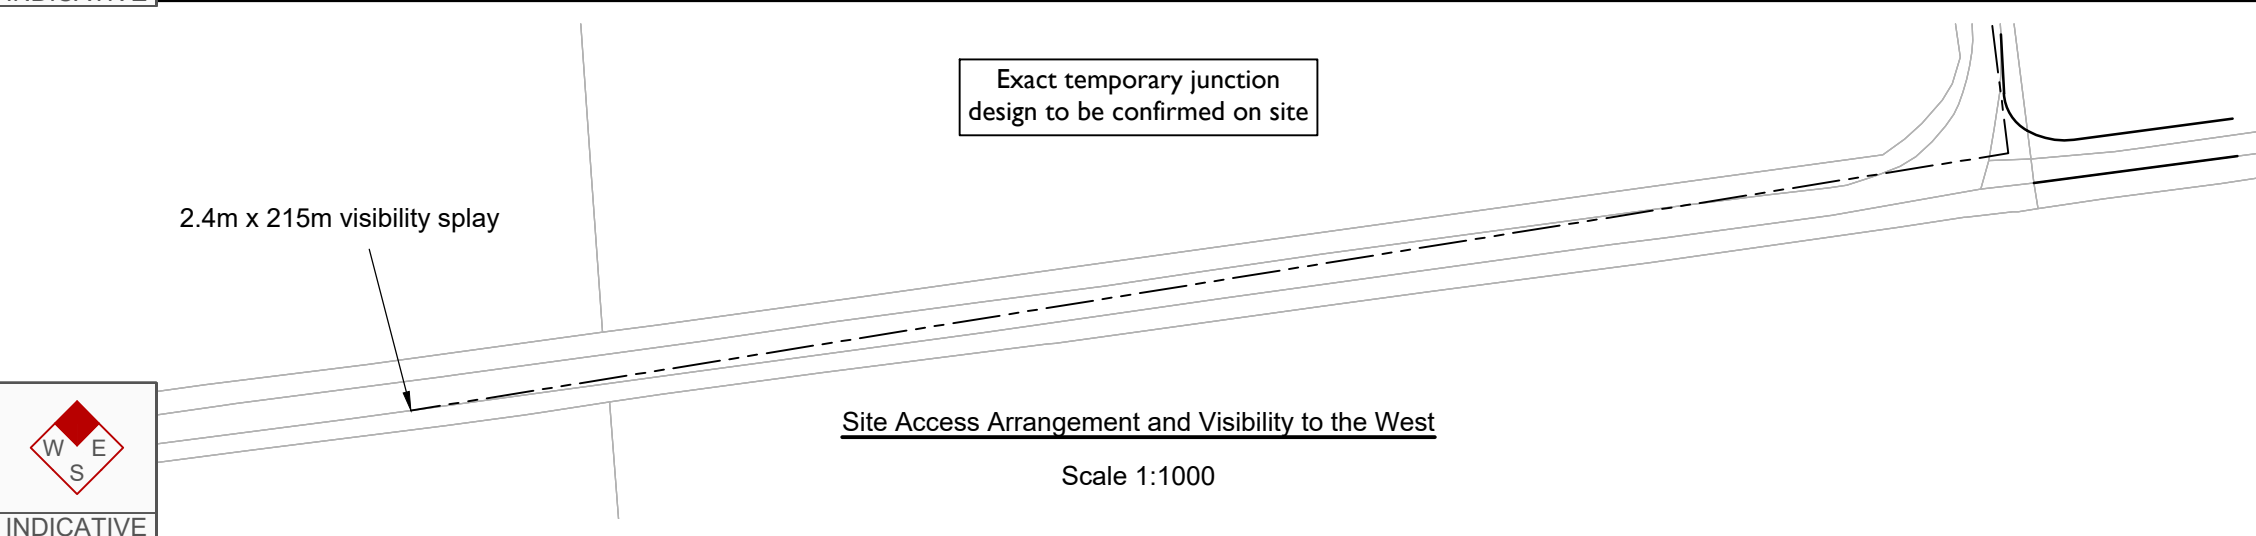 INDICATIVE
Exact temporary junction
design to be confirmed on site
2.4m x 215m visibility splay
Site Access Arrangement and Visibility to the West
Scale 1:1000
W E
S
INDICATIVE